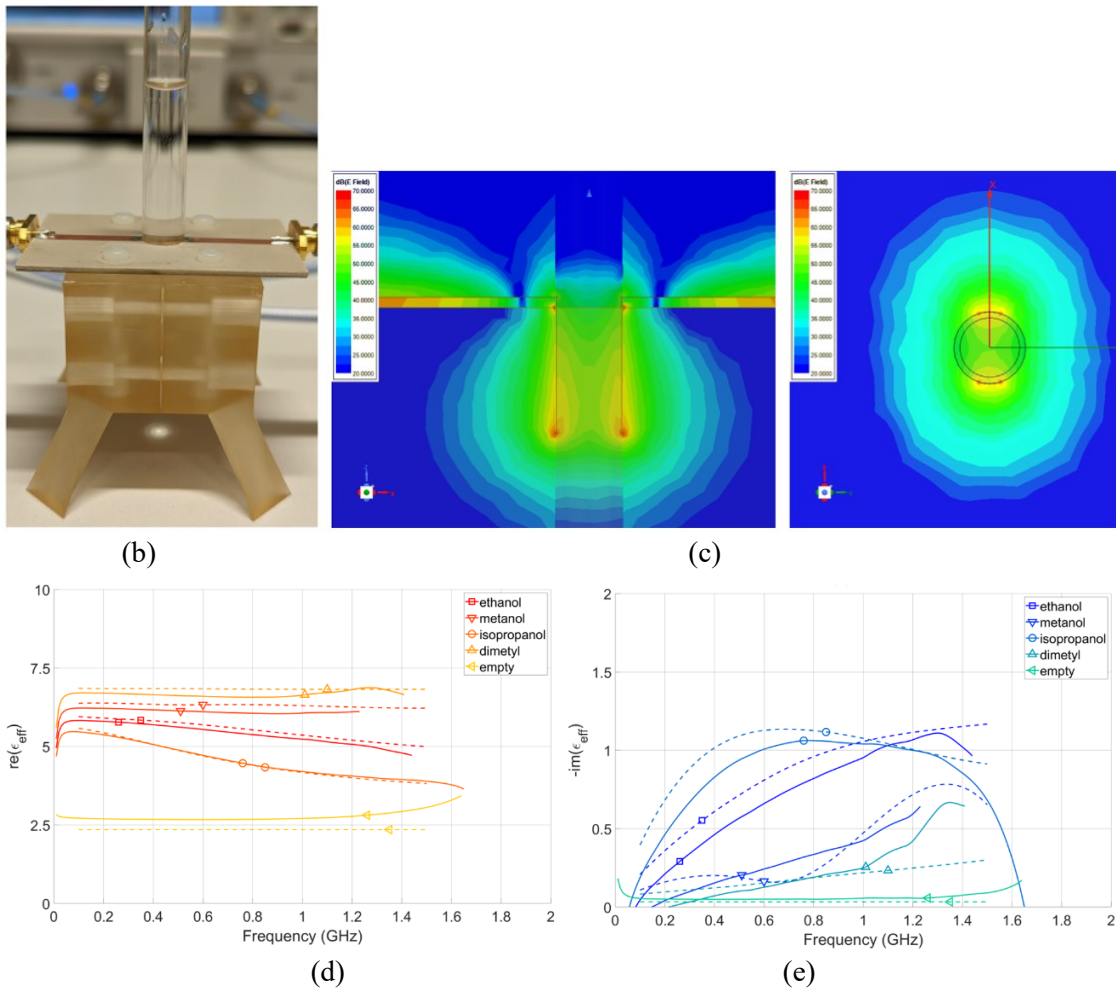 dB(E Field)
70.0000
65.0000
60.0000
55.0000
50.0000
45.0000
40.0000
35.0000
30.0000
25.0000
20.0000
dB(E Field)
70.0000
65.0000
60.0000
55.0000
50.0000
45.0000
40.0000
35.0000
30.0000
25.0000
20.0000
X
(b)
(c)
10
7.5
5
2.5
0
re(ϵeff)
ethanol
metanol
isopropanol
dimetyl
empty
0 0.2 0.4 0.6 0.8 1 1.2 1.4 1.6 1.8 2
Frequency (GHz)
(d)
2
1.5
1
0.5
0
-im(ϵeff)
ethanol
metanol
isopropanol
dimetyl
empty
0 0.2 0.4 0.6 0.8 1 1.2 1.4 1.6 1.8 2
Frequency (GHz)
(e)